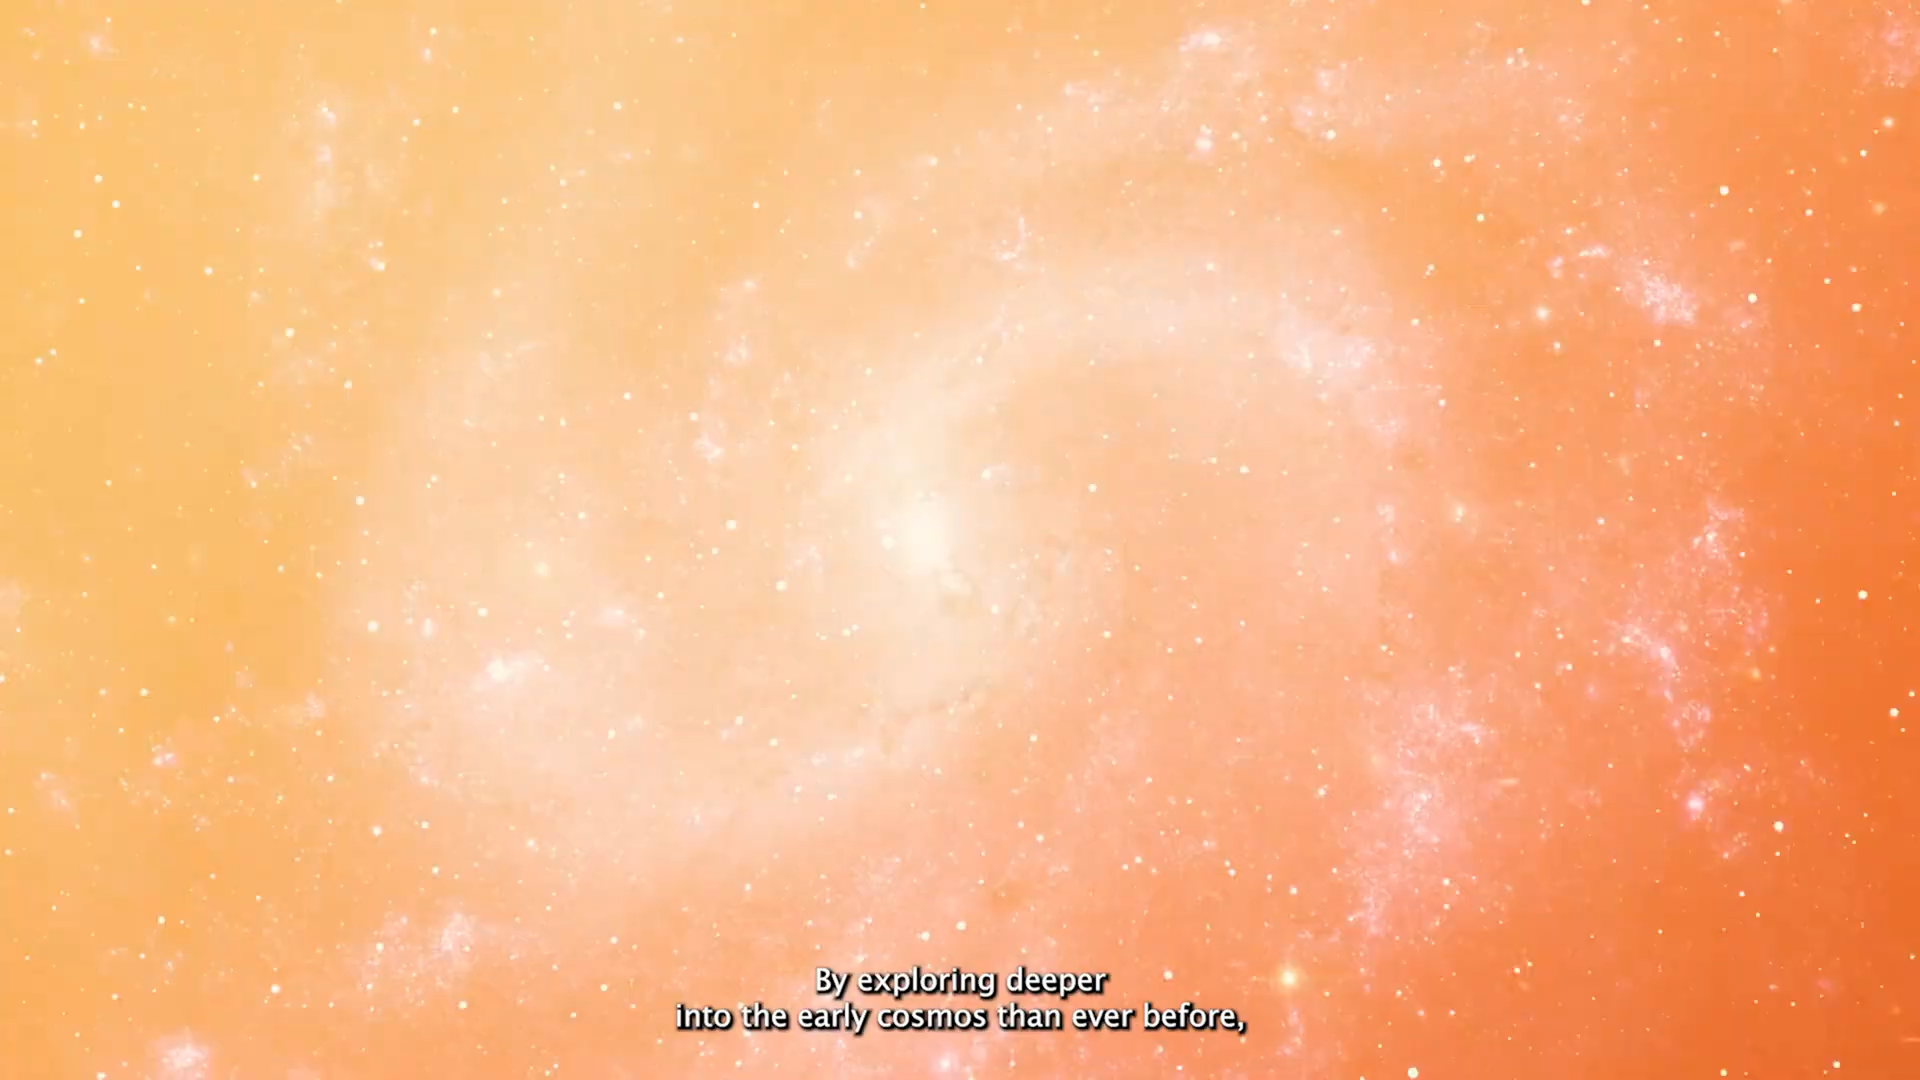 By exploring deeper
into the early cosmos than ever before,